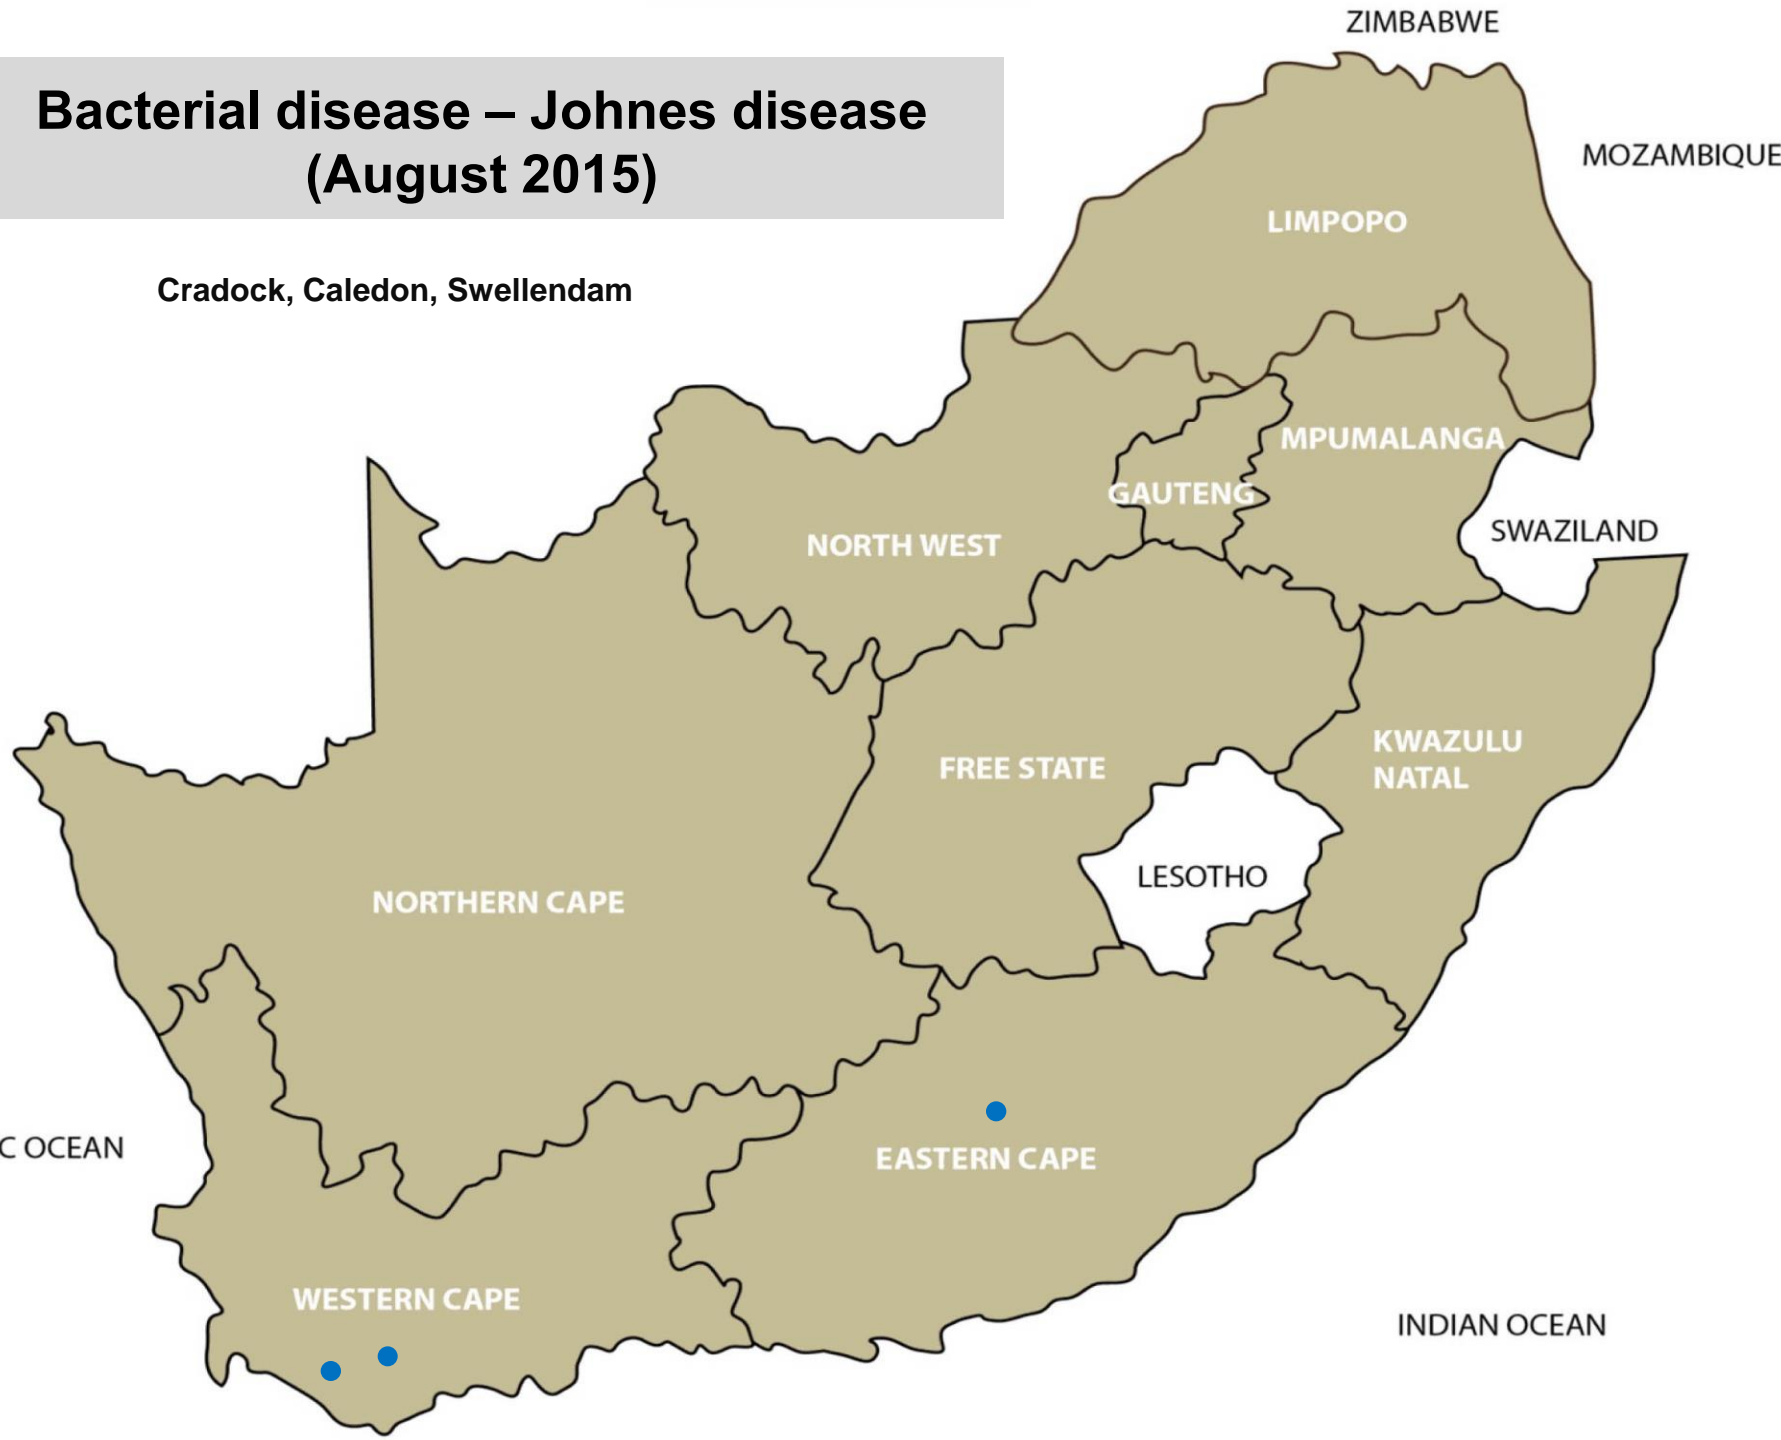 ZIMBABWE
Bacterial disease – Johnes disease
(August 2015)
MOZAMBIQUE
LIMPOPO
Cradock, Caledon, Swellendam
MPUMALANGA
GAUTENG
SWAZILAND
NORTH WEST
KWAZULU
NATAL
FREE STATE
LESOTHO
NORTHERN CAPE
C OCEAN
EASTERN CAPE
WESTERN CAPE
INDIAN OCEAN